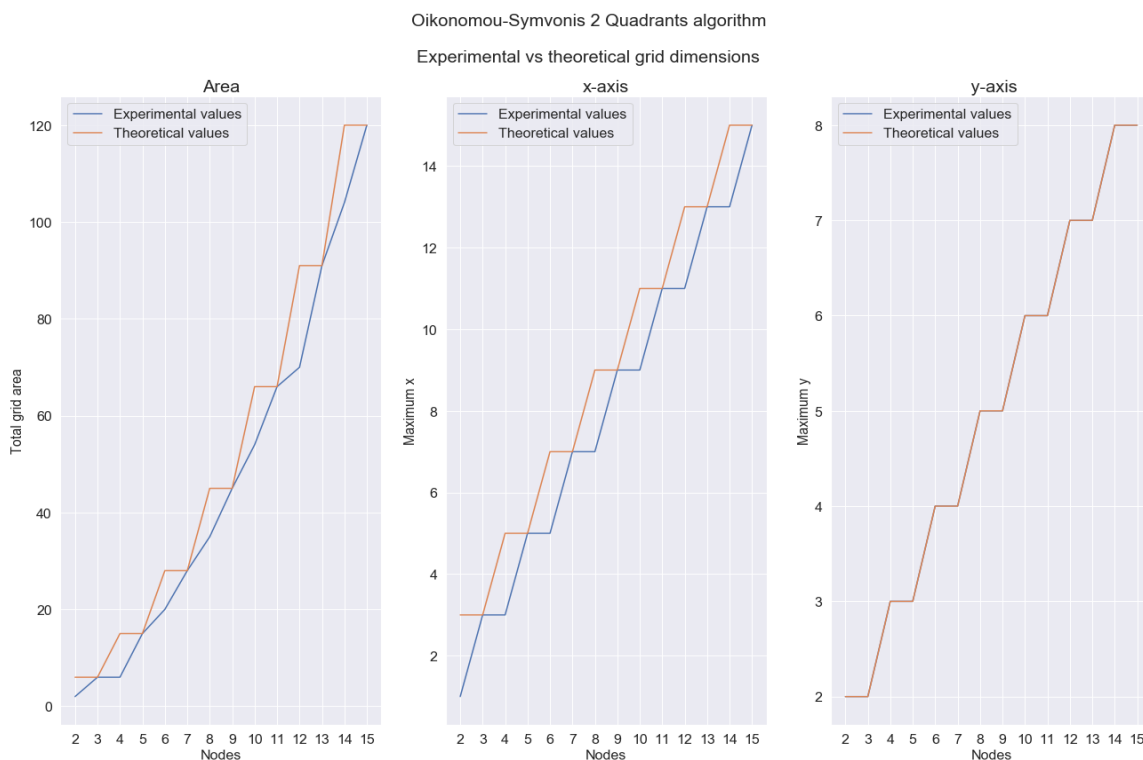 Oikonomou-Symvonis 2 Quadrants algorithm
Experimental vs theoretical grid dimensions
Area
Experimental values
Theoretical values
120
100
80
60
40
20
0
Total grid area
2 3 4 5 6 7 8 9 10 11 12 13 14 15
Nodes
x-axis
Experimental values
Theoretical values
14
12
10
8
6
4
2
Maximum x
2 3 4 5 6 7 8 9 10 11 12 13 14 15
Nodes
y-axis
Experimental values
Theoretical values
8
7
6
5
4
3
2
Maximum y
2 3 4 5 6 7 8 9 10 11 12 13 14 15
Nodes